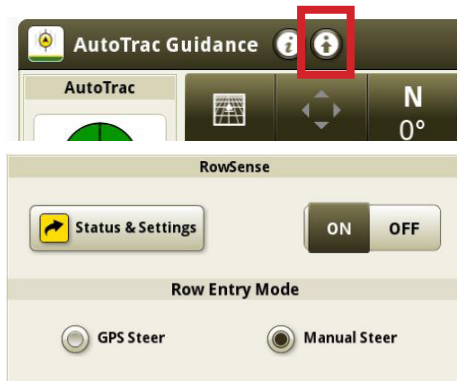 AutoTrac Guidance i
AutoTrac
N
0°
RowSense
Status & Settings ON OFF
Row Entry Mode
GPS Steer Manual Steer